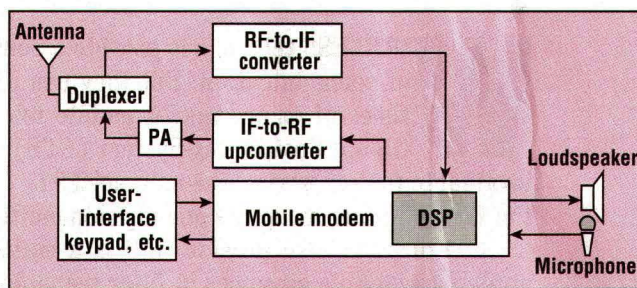 Antenna
RF-to-IF
converter
Duplexer
PA
IF-to-RF
upconverter
User-
interface
keypad, etc.
Mobile modem
DSP
Loudspeaker
Microphone